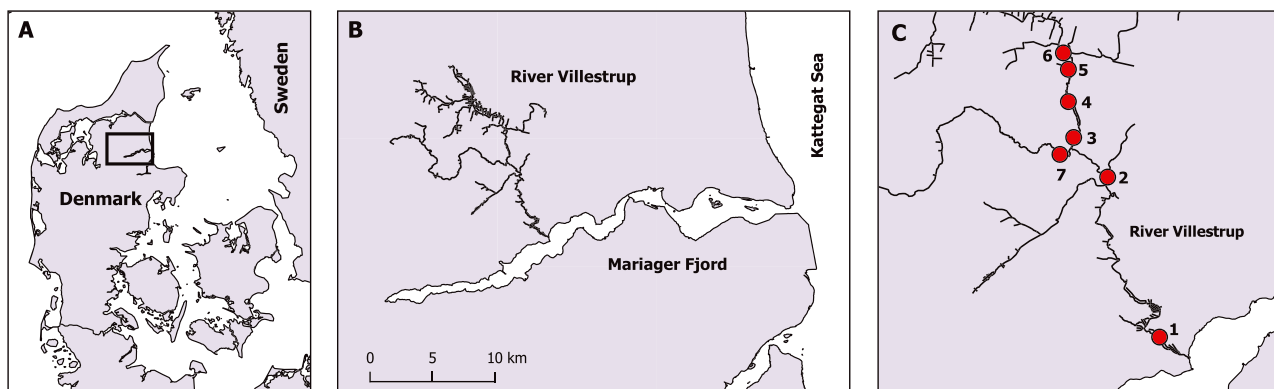 A
Sweden
Denmark
B
River Villestrup
Kattegat Sea
Mariager Fjord
0 5 10 km
C
6
5
4
3
7
2
River Villestrup
1